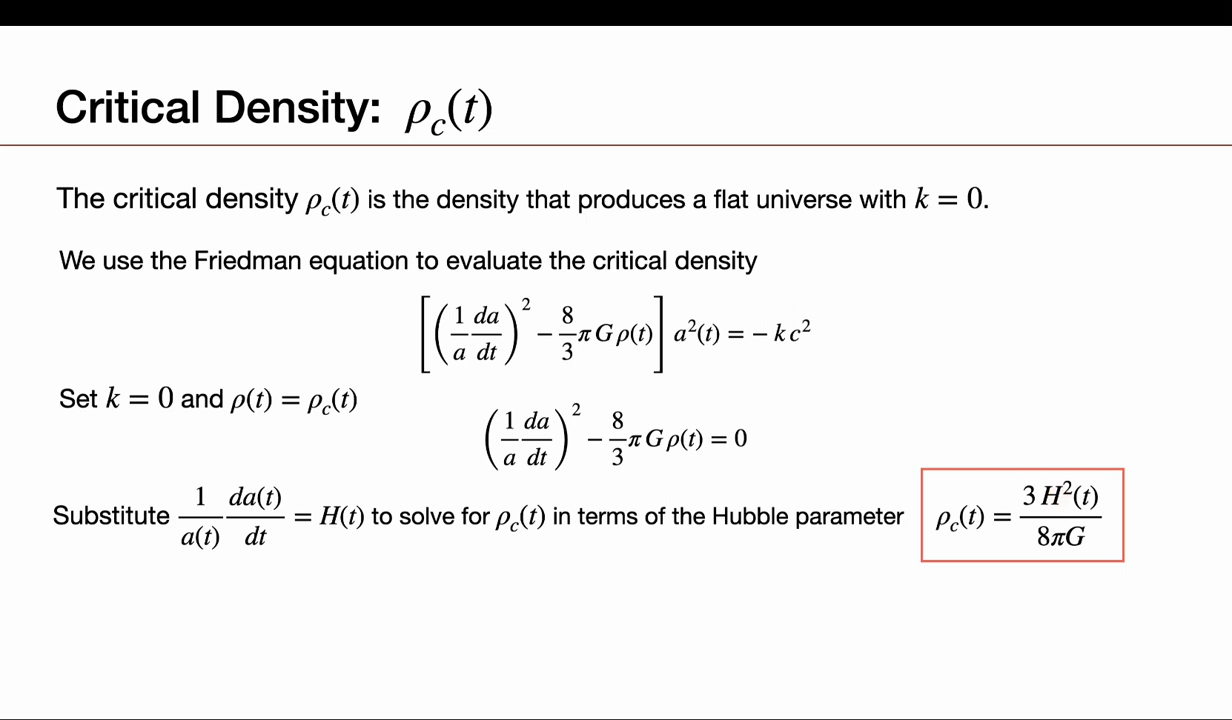 Critical Density: ρ_c(t)
The critical density ρ_c(t) is the density that produces a flat universe with k = 0.
We use the Friedman equation to evaluate the critical density
[(1/a da/dt)² − 8/3 π G ρ(t)] a²(t) = − k c²
Set k = 0 and ρ(t) = ρ_c(t)
(1/a da/dt)² − 8/3 π G ρ(t) = 0
Substitute 1/a(t) da(t)/dt = H(t) to solve for ρ_c(t) in terms of the Hubble parameter ρ_c(t) = 3 H²(t)/8πG